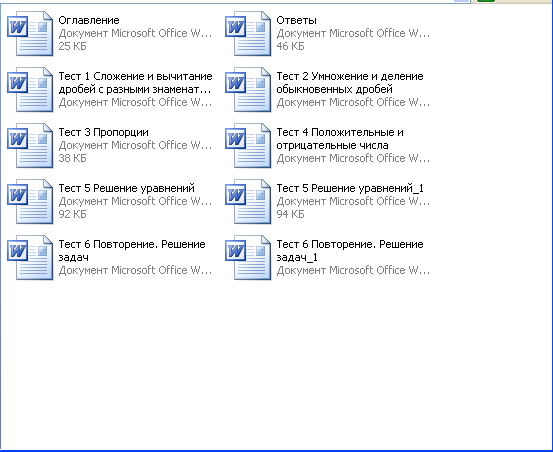 Оглавление
Документ Microsoft Office W...
25 КБ
Ответы
Документ Microsoft Office W...
46 КБ
Тест 1 Сложение и вычитание
дробей с разными знаменат...
Документ Microsoft Office W...
Тест 2 Умножение и деление
обыкновенных дробей
Документ Microsoft Office W...
Тест 3 Пропорции
Документ Microsoft Office W...
38 КБ
Тест 4 Положительные и
отрицательные числа
Документ Microsoft Office W...
Тест 5 Решение уравнений
Документ Microsoft Office W...
92 КБ
Тест 5 Решение уравнений_1
Документ Microsoft Office W...
94 КБ
Тест 6 Повторение. Решение
задач
Документ Microsoft Office W...
Тест 6 Повторение. Решение
задач_1
Документ Microsoft Office W...